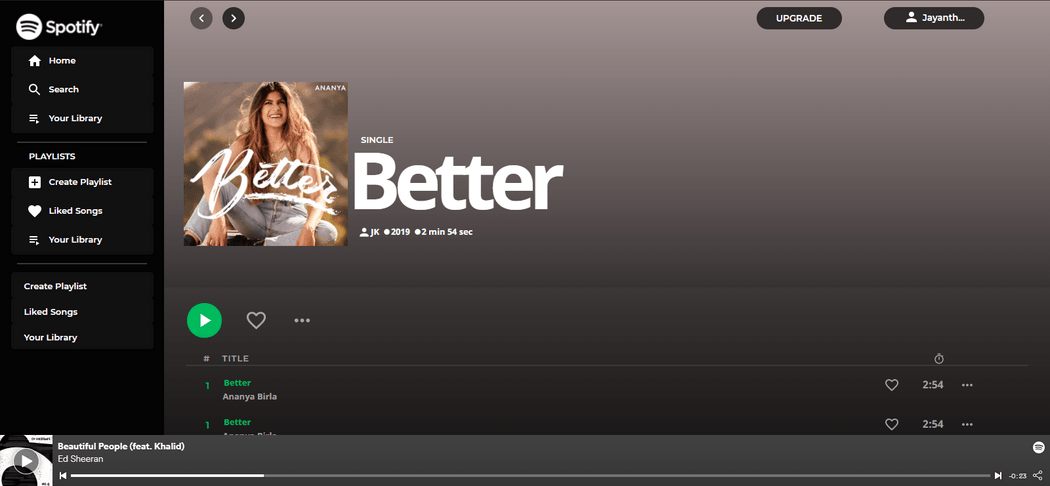 Spotify
Home
Search
Your Library
PLAYLISTS
Create Playlist
Liked Songs
Your Library
Create Playlist
Liked Songs
Your Library
UPGRADE
Jayanth...
ANANYA
Better
SINGLE
Better
JK 2019 2 min 54 sec
# TITLE
1 Better 2:54
Ananya Birla
1 Better 2:54
Ananya Birla
Beautiful People (feat. Khalid)
Ed Sheeran
-0:23